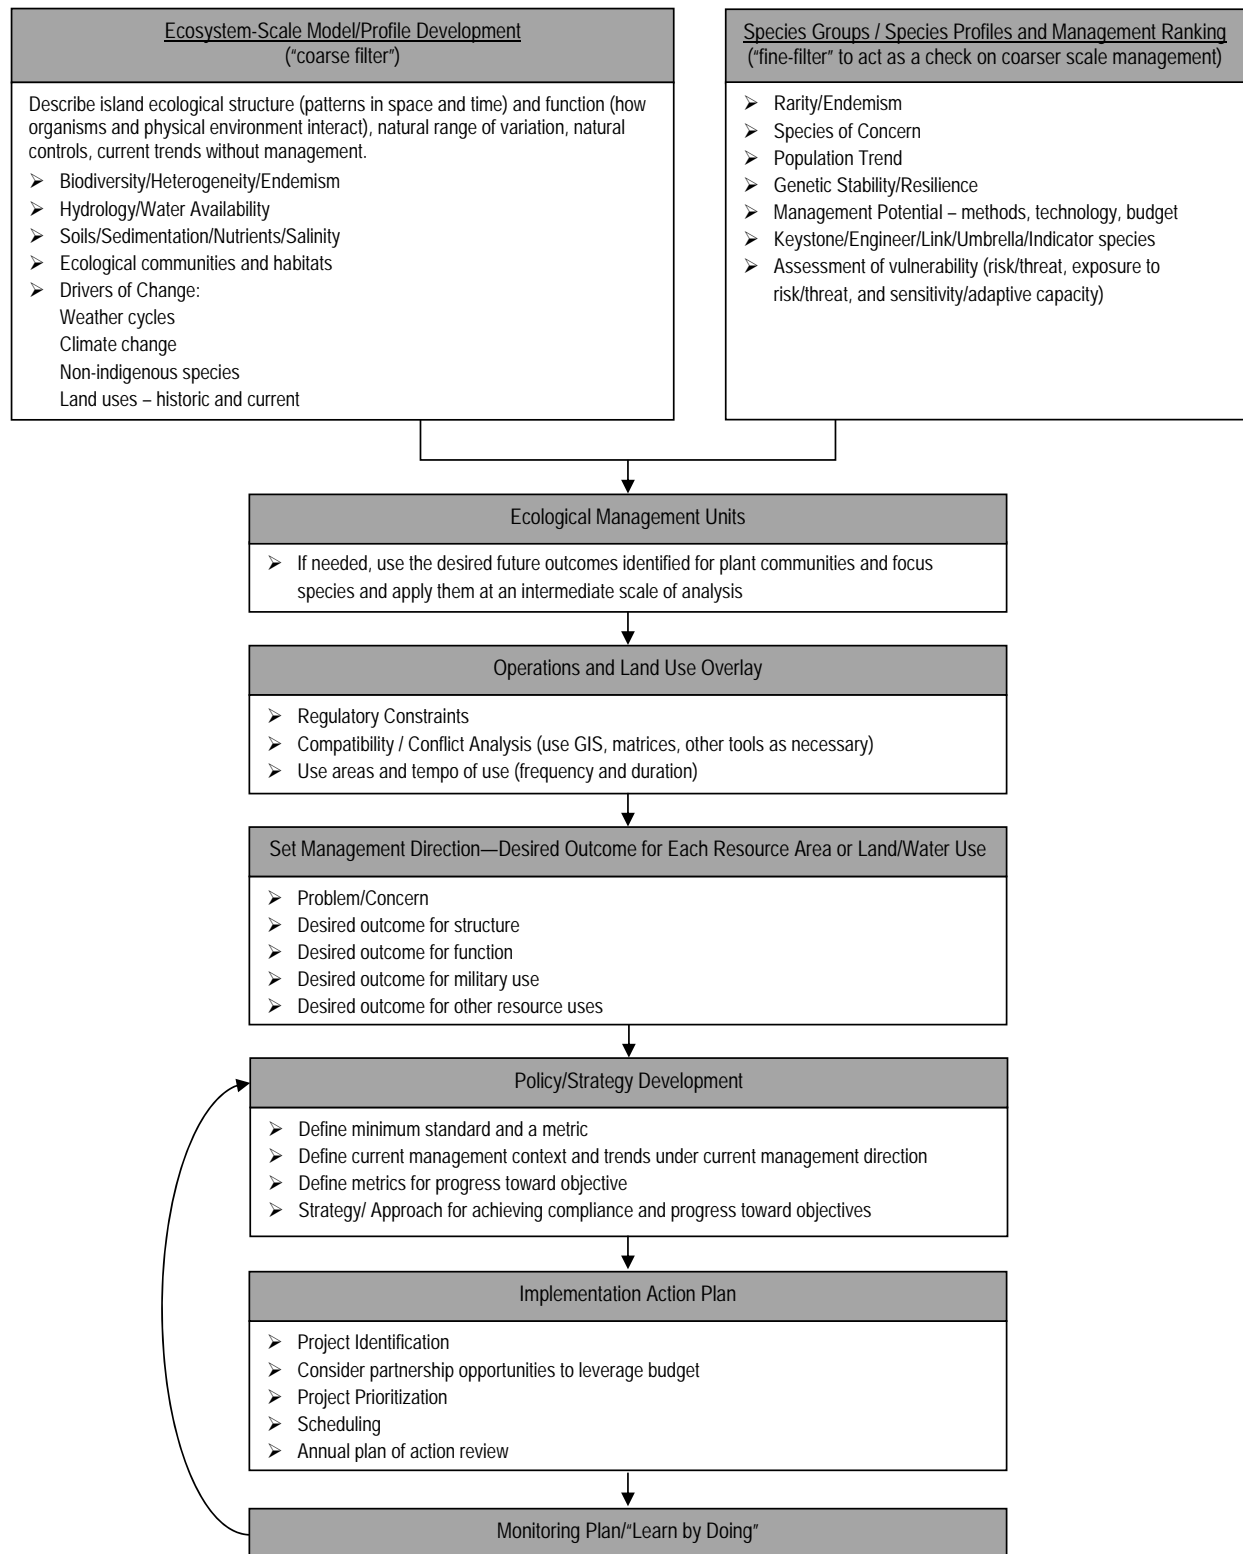 Ecosystem-Scale Model/Profile Development
("coarse filter")
Describe island ecological structure (patterns in space and time) and function (how
organisms and physical environment interact), natural range of variation, natural
controls, current trends without management.
➢ Biodiversity/Heterogeneity/Endemism
➢ Hydrology/Water Availability
➢ Soils/Sedimentation/Nutrients/Salinity
➢ Ecological communities and habitats
➢ Drivers of Change:
Weather cycles
Climate change
Non-indigenous species
Land uses – historic and current
Species Groups / Species Profiles and Management Ranking
("fine-filter" to act as a check on coarser scale management)
➢ Rarity/Endemism
➢ Species of Concern
➢ Population Trend
➢ Genetic Stability/Resilience
➢ Management Potential – methods, technology, budget
➢ Keystone/Engineer/Link/Umbrella/Indicator species
➢ Assessment of vulnerability (risk/threat, exposure to
risk/threat, and sensitivity/adaptive capacity)
Ecological Management Units
➢ If needed, use the desired future outcomes identified for plant communities and focus
species and apply them at an intermediate scale of analysis
Operations and Land Use Overlay
➢ Regulatory Constraints
➢ Compatibility / Conflict Analysis (use GIS, matrices, other tools as necessary)
➢ Use areas and tempo of use (frequency and duration)
Set Management Direction—Desired Outcome for Each Resource Area or Land/Water Use
➢ Problem/Concern
➢ Desired outcome for structure
➢ Desired outcome for function
➢ Desired outcome for military use
➢ Desired outcome for other resource uses
Policy/Strategy Development
➢ Define minimum standard and a metric
➢ Define current management context and trends under current management direction
➢ Define metrics for progress toward objective
➢ Strategy/ Approach for achieving compliance and progress toward objectives
Implementation Action Plan
➢ Project Identification
➢ Consider partnership opportunities to leverage budget
➢ Project Prioritization
➢ Scheduling
➢ Annual plan of action review
Monitoring Plan/"Learn by Doing"